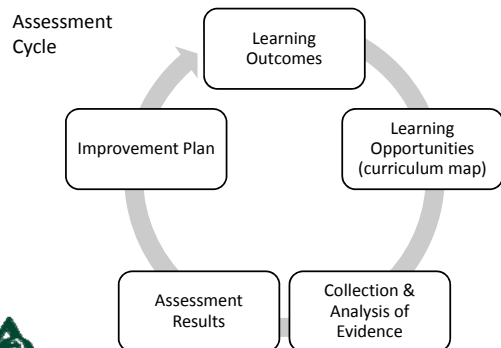 Assessment
Cycle
Learning
Outcomes
Learning
Opportunities
(curriculum map)
Collection &
Analysis of
Evidence
Assessment
Results
Improvement Plan